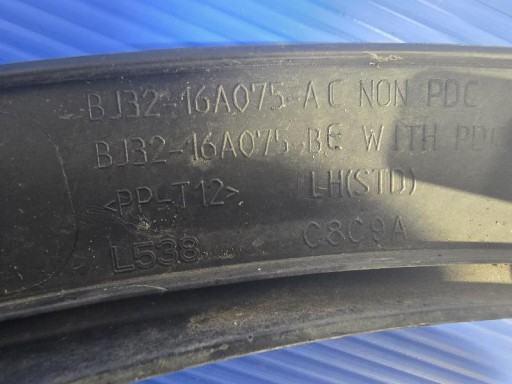 BJ32-16A075-AC NON PDC
BJ32-16A075 BE WITH PDC
<PP-T12> LH(STD)
L538 C8C9A